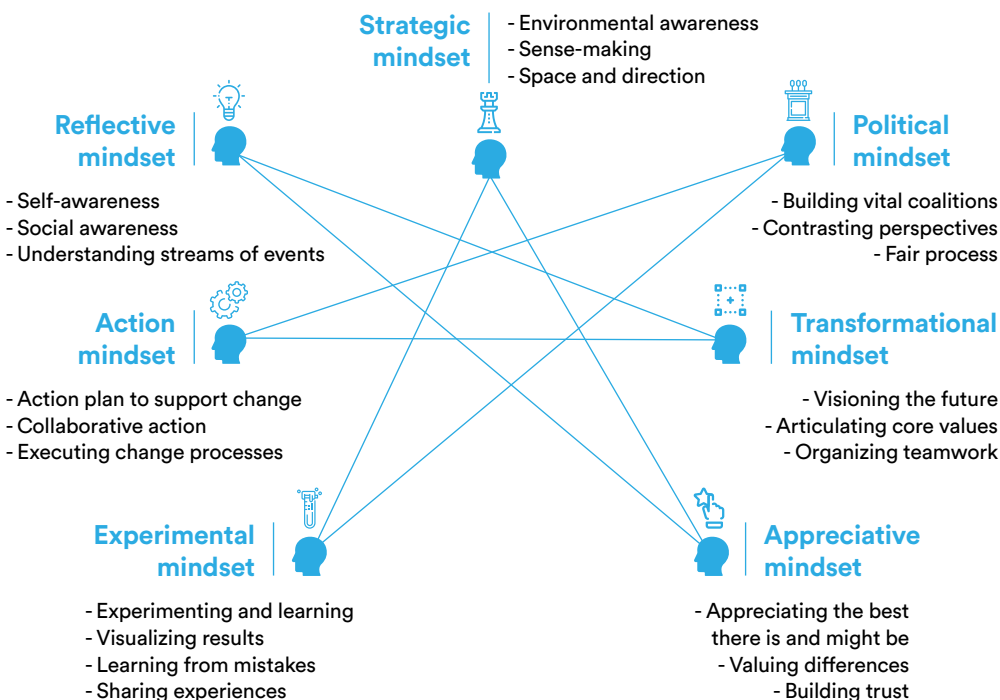 Strategic
mindset
- Environmental awareness
- Sense-making
- Space and direction
Reflective
mindset
- Self-awareness
- Social awareness
- Understanding streams of events
Political
mindset
- Building vital coalitions
- Contrasting perspectives
- Fair process
Action
mindset
- Action plan to support change
- Collaborative action
- Executing change processes
Transformational
mindset
- Visioning the future
- Articulating core values
- Organizing teamwork
Experimental
mindset
- Experimenting and learning
- Visualizing results
- Learning from mistakes
- Sharing experiences
Appreciative
mindset
- Appreciating the best
there is and might be
- Valuing differences
- Building trust